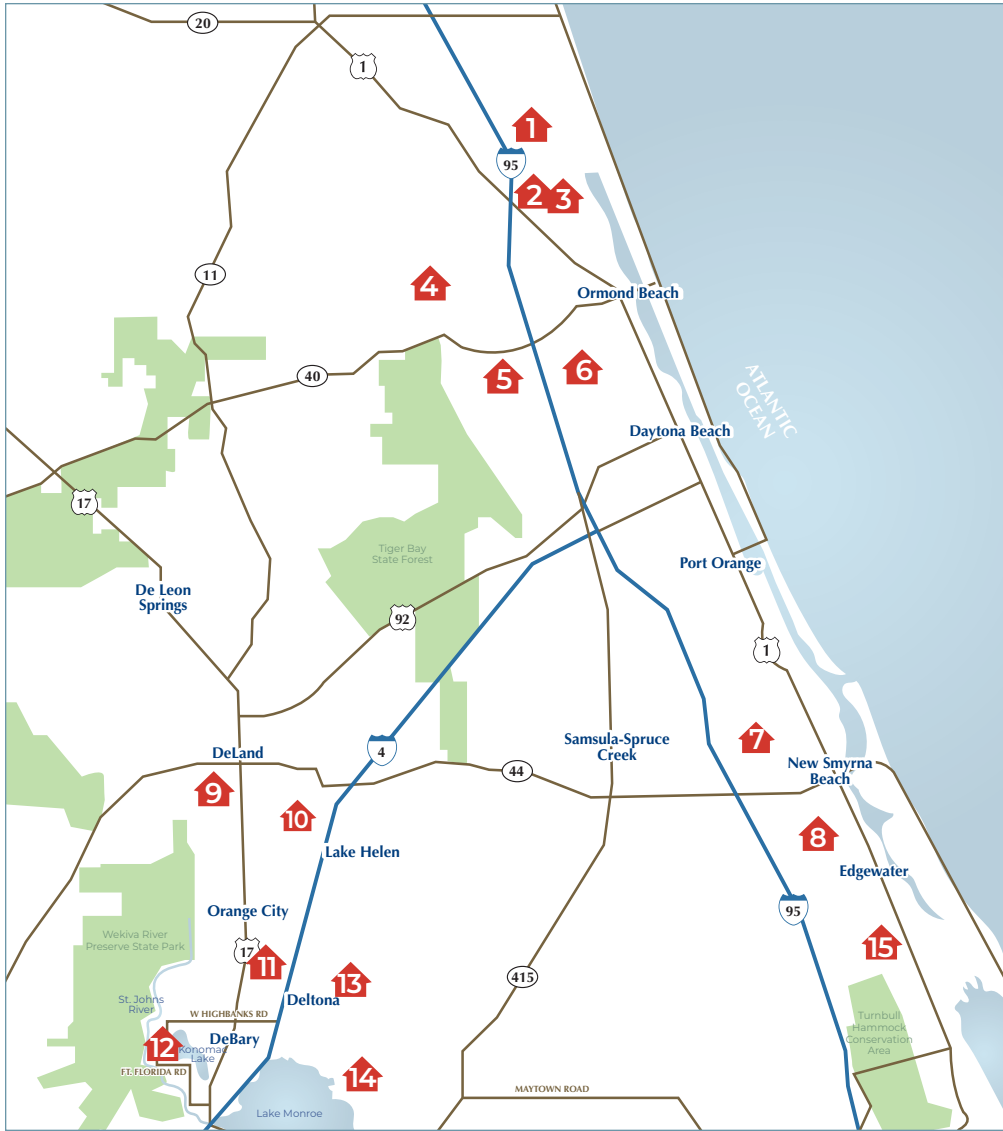 20
1
1
95
2
3
11
4
Ormond Beach
40
5
6
ATLANTIC
OCEAN
Daytona Beach
17
Tiger Bay
State Forest
Port Orange
De Leon
Springs
92
1
7
Samsula-Spruce
Creek
4
DeLand
44
New Smyrna
Beach
9
10
8
Lake Helen
Edgewater
Orange City
95
Wekiva River
Preserve State Park
17
11
15
13
415
St. Johns
River
Deltona
W HIGHBANKS RD
Turnbull
Hammock
Conservation
Area
12
DeBary
Konomac
Lake
FT. FLORIDA RD
14
MAYTOWN ROAD
Lake Monroe